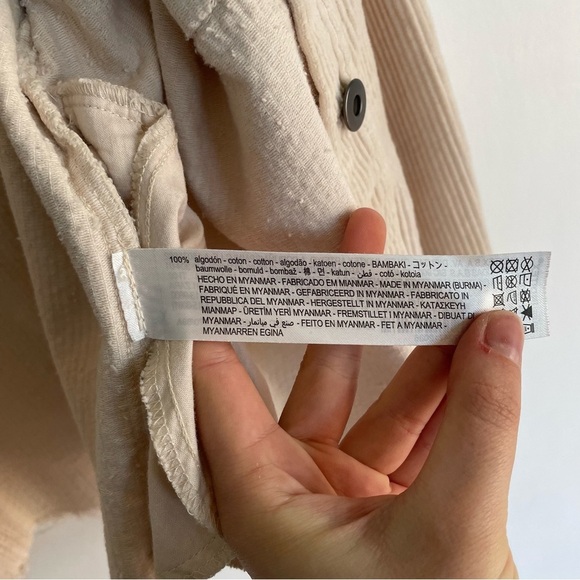 100% algodón - coton - cotton - algodão - katoen - cotone - BAMBAKI - コットン -
baumwolle - bomuld - bombaž - 棉 - 면 - katun - قطن - cotó - kotoia
HECHO EN MYANMAR - FABRICADO EM MIANMAR - MADE IN MYANMAR (BURMA) -
FABRIQUÉ EN MYANMAR - GEFABRICEERD IN MYANMAR - FABBRICATO IN
REPUBBLICA DEL MYANMAR - HERGESTELLT IN MYANMAR - ΚΑΤΑΣΚΕΥΗ
ΜΙΑΝΜΑΡ - ÜRETİM YERİ MYANMAR - FREMSTILLET I MYANMAR - DIBUAT DI
MYANMAR - صنع في ميانمار - FEITO EN MYANMAR - FET A MYANMAR -
MYANMARREN EGINA